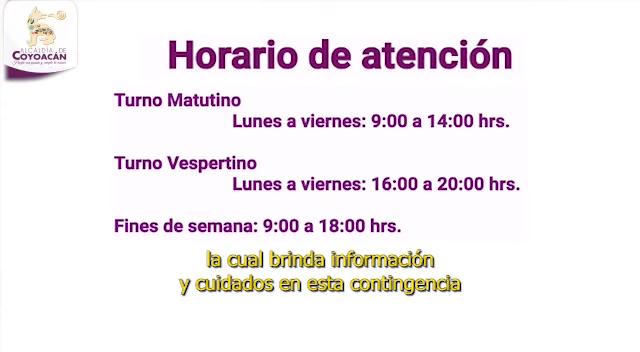 ALCALDÍA DE
COYOACÁN
Horario de atención
Turno Matutino
Lunes a viernes: 9:00 a 14:00 hrs.
Turno Vespertino
Lunes a viernes: 16:00 a 20:00 hrs.
Fines de semana: 9:00 a 18:00 hrs.
la cual brinda información
y cuidados en esta contingencia